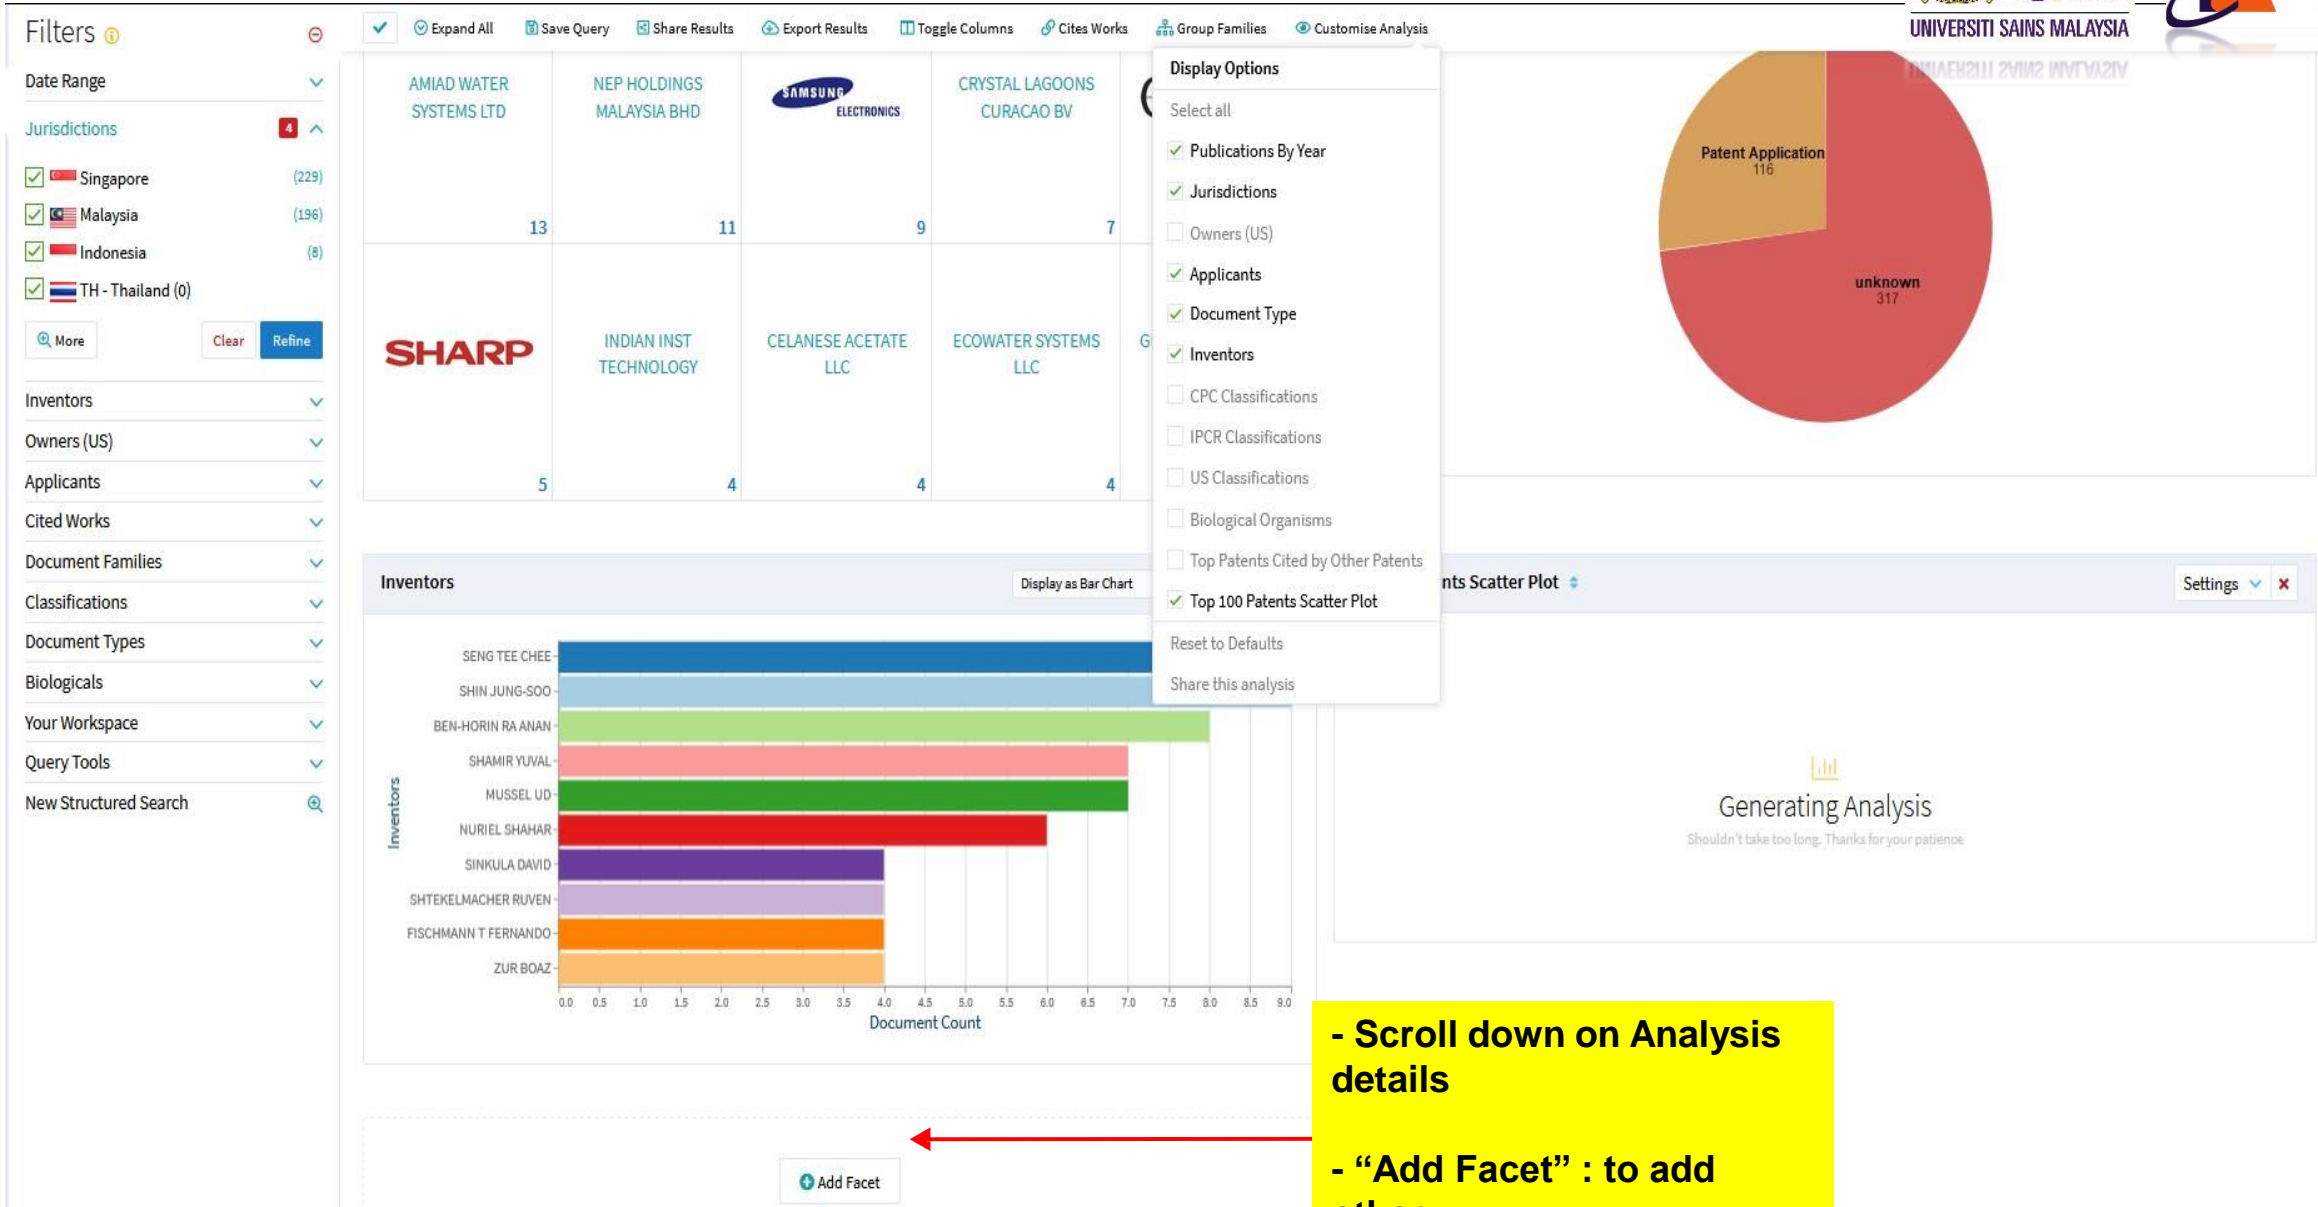 Filters
Expand All
Save Query
Share Results
Export Results
Toggle Columns
Cites Works
Group Families
Customise Analysis
UNIVERSITI SAINS MALAYSIA
Date Range
Jurisdictions
4
Singapore (229)
Malaysia (196)
Indonesia (8)
TH - Thailand (0)
More
Clear
Refine
Inventors
Owners (US)
Applicants
Cited Works
Document Families
Classifications
Document Types
Biologicals
Your Workspace
Query Tools
New Structured Search
AMIAD WATER
SYSTEMS LTD
13
NEP HOLDINGS
MALAYSIA BHD
11
SAMSUNG
ELECTRONICS
9
CRYSTAL LAGOONS
CURACAO BV
7
SHARP
5
INDIAN INST
TECHNOLOGY
4
CELANESE ACETATE
LLC
4
ECOWATER SYSTEMS
LLC
4
G
Display Options
Select all
Publications By Year
Jurisdictions
Owners (US)
Applicants
Document Type
Inventors
CPC Classifications
IPCR Classifications
US Classifications
Biological Organisms
Top Patents Cited by Other Patents
Top 100 Patents Scatter Plot
Reset to Defaults
Share this analysis
Patent Application
116
unknown
317
Inventors
Display as Bar Chart
nts Scatter Plot
Settings
SENG TEE CHEE
SHIN JUNG-SOO
BEN-HORIN RA ANAN
SHAMIR YUVAL
MUSSEL UD
NURIEL SHAHAR
SINKULA DAVID
SHTEKELMACHER RUVEN
FISCHMANN T FERNANDO
ZUR BOAZ
Inventors
0.0 0.5 1.0 1.5 2.0 2.5 3.0 3.5 4.0 4.5 5.0 5.5 6.0 6.5 7.0 7.5 8.0 8.5 9.0
Document Count
Generating Analysis
Shouldn't take too long. Thanks for your patience
Add Facet
- Scroll down on Analysis
details
- “Add Facet” : to add